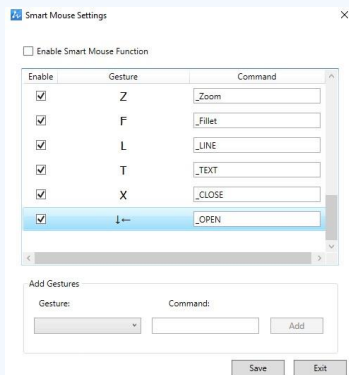 Smart Mouse Settings
Enable Smart Mouse Function
Enable Gesture Command
Z _Zoom
F _Fillet
L _LINE
T _TEXT
X _CLOSE
↓← _OPEN
Add Gestures
Gesture: Command:
Add
Save Exit